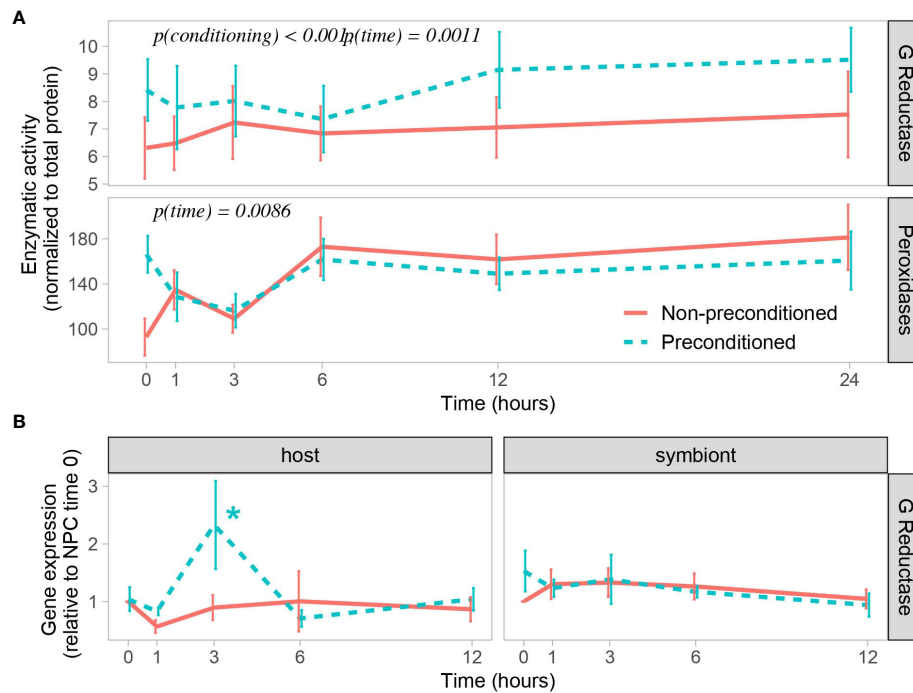 A
p(conditioning) < 0.001p(time) = 0.0011
10
9
8
7
6
5
G Reductase
Enzymatic activity
(normalized to total protein)
p(time) = 0.0086
180
140
100
Peroxidases
Non-preconditioned
Preconditioned
0 1 3 6 12 24
Time (hours)
B
host
symbiont
Gene expression
(relative to NPC time 0)
3
2
1
*
G Reductase
0 1 3 6 12
0 1 3 6 12
Time (hours)
Time (hours)